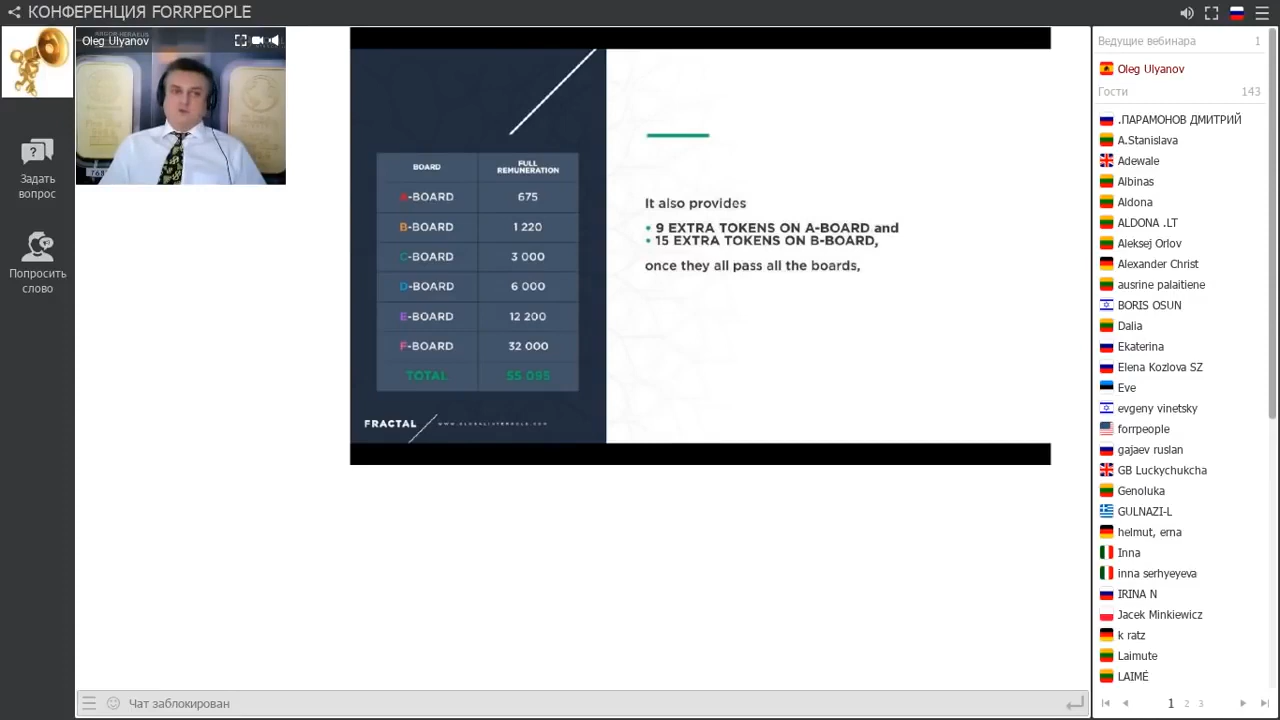 КОНФЕРЕНЦИЯ FORRPEOPLE
Oleg Ulyanov
Задать
вопрос
Попросить
слово
BOARD
FULL
REMUNERATION
A-BOARD 675
B-BOARD 1 220
C-BOARD 3 000
D-BOARD 6 000
E-BOARD 12 200
F-BOARD 32 000
TOTAL 55 095
FRACTAL
It also provides
• 9 EXTRA TOKENS ON A-BOARD and
• 15 EXTRA TOKENS ON B-BOARD,
once they all pass all the boards,
Чат заблокирован
Ведущие вебинара 1
Oleg Ulyanov
Гости 143
.ПАРАМОНОВ ДМИТРИЙ
A.Stanislava
Adewale
Albinas
Aldona
ALDONA .LT
Aleksej Orlov
Alexander Christ
ausrine palaitiene
BORIS OSUN
Dalia
Ekaterina
Elena Kozlova SZ
Eve
evgeny vinetsky
forrpeople
gajaev ruslan
GB Luckychukcha
Genoluka
GULNAZI-L
helmut, erna
Inna
inna serhyeyeva
IRINA N
Jacek Minkiewicz
k ratz
Laimute
LAIMĖ
1 2 3